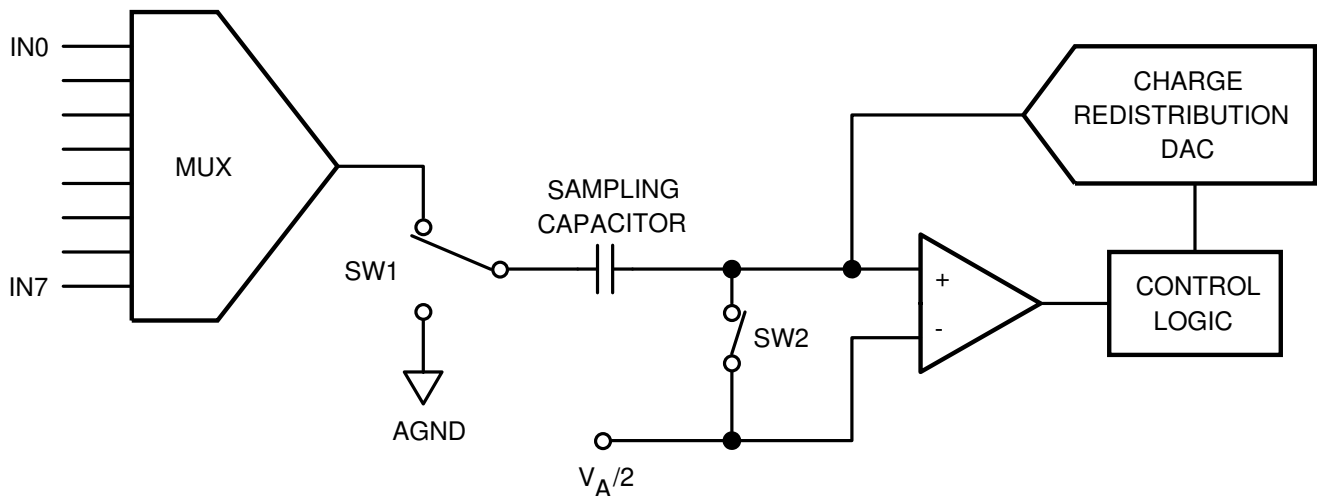 IN0
IN7
MUX
SW1
AGND
SAMPLING
CAPACITOR
SW2
V_A/2
+
-
CHARGE
REDISTRIBUTION
DAC
CONTROL
LOGIC